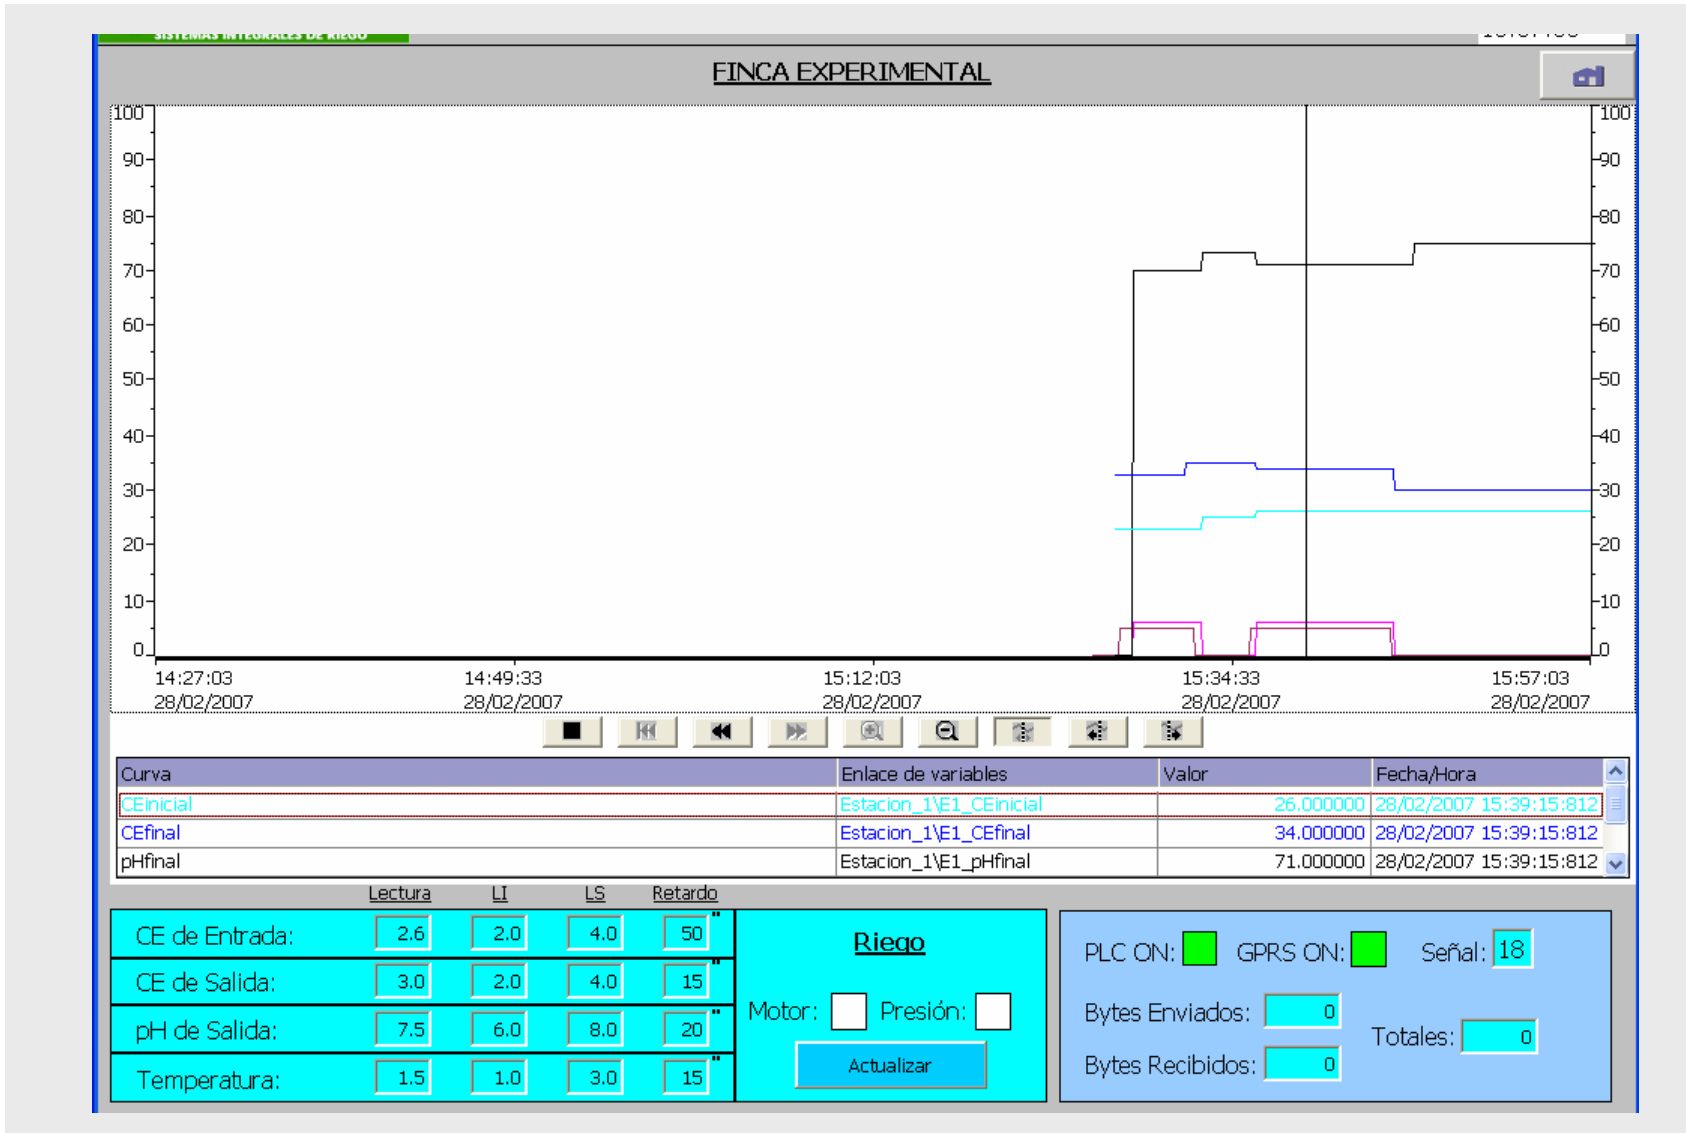 SISTEMAS INTEGRALES DE RIEGO
FINCA EXPERIMENTAL
100 100
90 90
80 80
70 70
60 60
50 50
40 40
30 30
20 20
10 10
0 0
14:27:03 14:49:33 15:12:03 15:34:33 15:57:03
28/02/2007 28/02/2007 28/02/2007 28/02/2007 28/02/2007
Curva Enlace de variables Valor Fecha/Hora
CEinicial Estacion_1\E1_CEinicial 26.000000 28/02/2007 15:39:15:812
CEfinal Estacion_1\E1_CEfinal 34.000000 28/02/2007 15:39:15:812
pHfinal Estacion_1\E1_pHfinal 71.000000 28/02/2007 15:39:15:812
Lectura LI LS Retardo
CE de Entrada: 2.6 2.0 4.0 50 "
CE de Salida: 3.0 2.0 4.0 15 "
pH de Salida: 7.5 6.0 8.0 20 "
Temperatura: 1.5 1.0 3.0 15 "
Riego
Motor: Presión:
Actualizar
PLC ON: GPRS ON: Señal: 18
Bytes Enviados: 0
Totales: 0
Bytes Recibidos: 0